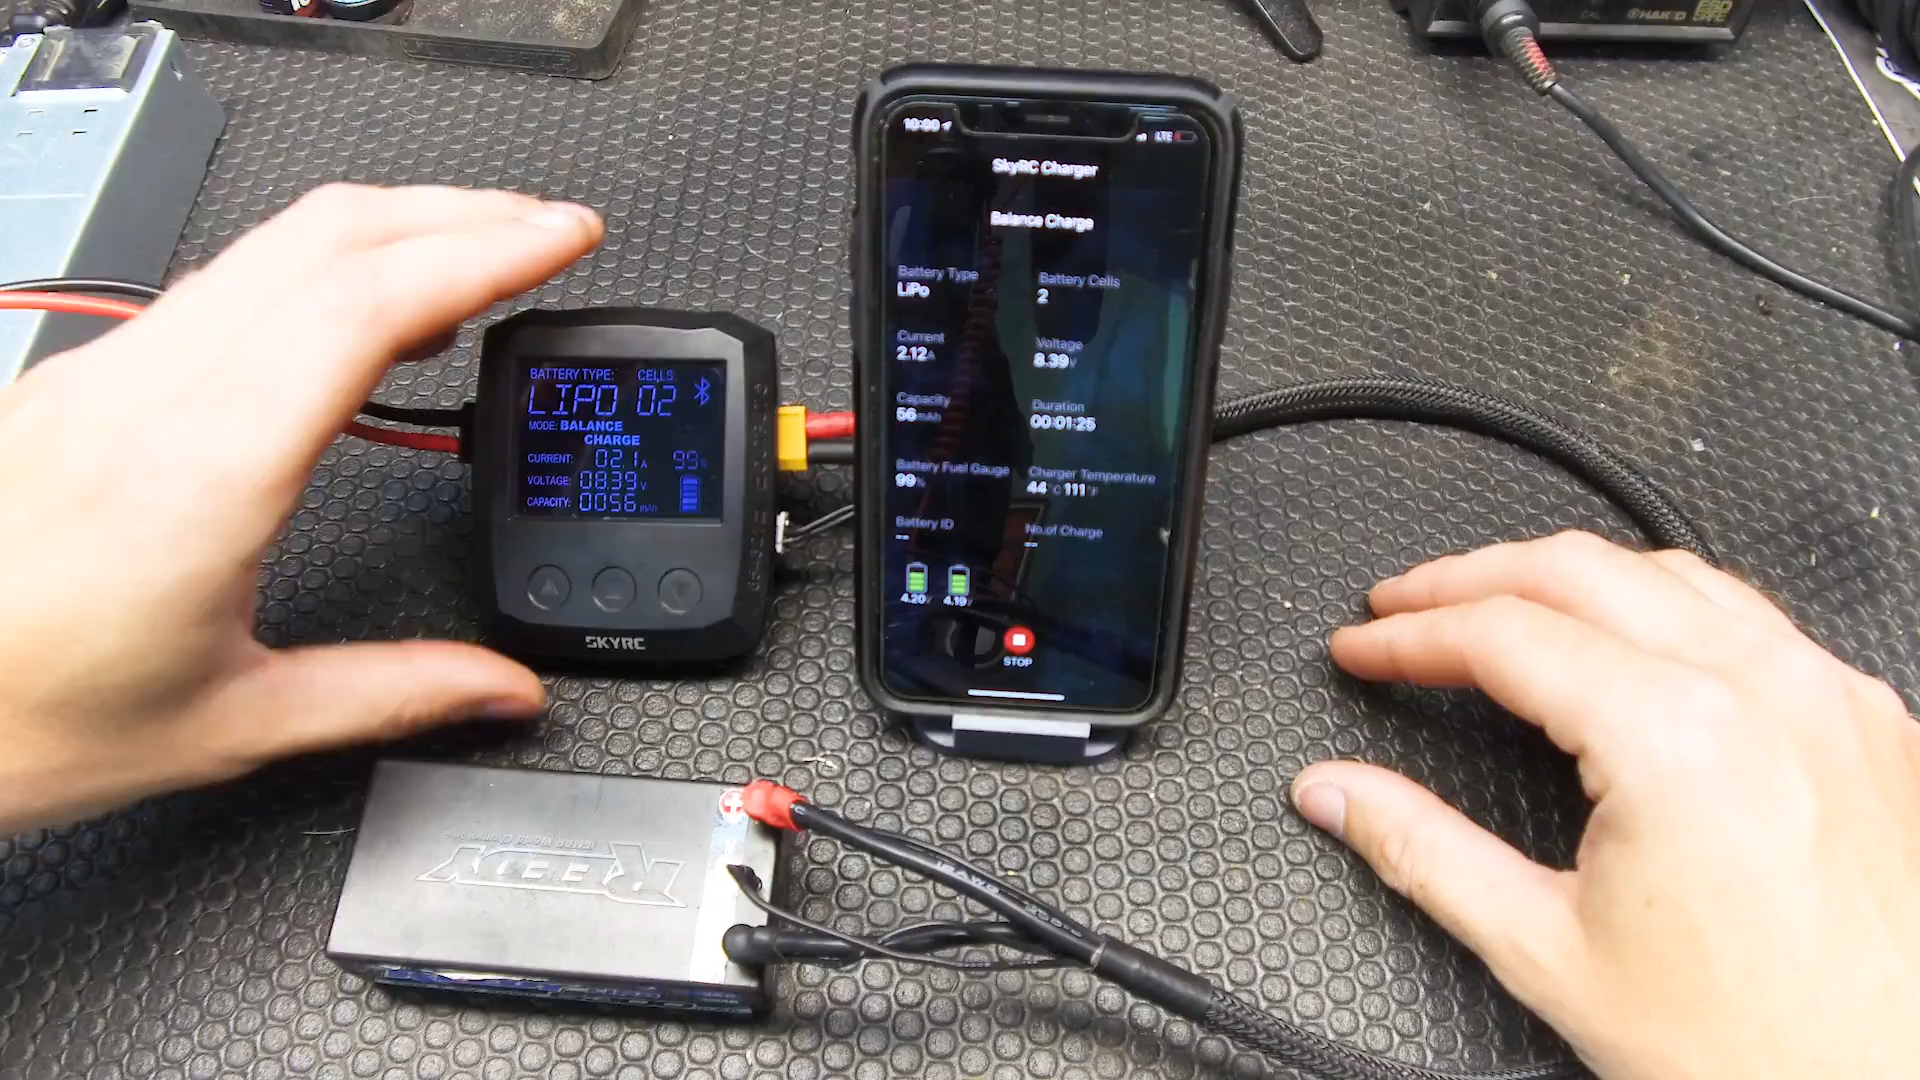 HAKKO
10:00
LTE
SkyRC Charger
Balance Charge
Battery Type
LiPo
Battery Cells
2
Current
2.12A
Voltage
8.39V
Capacity
56mAh
Duration
00:01:25
Battery Fuel Gauge
99%
Charger Temperature
44°C 111°F
Battery ID
--
No.of Charge
--
4.20V 4.19V
STOP
BATTERY TYPE: CELLS
LIPO 02
MODE: BALANCE
CHARGE
CURRENT: 02.1A 99%
VOLTAGE: 08.39V
CAPACITY: 0056 mAh
SKYRC
REEDY